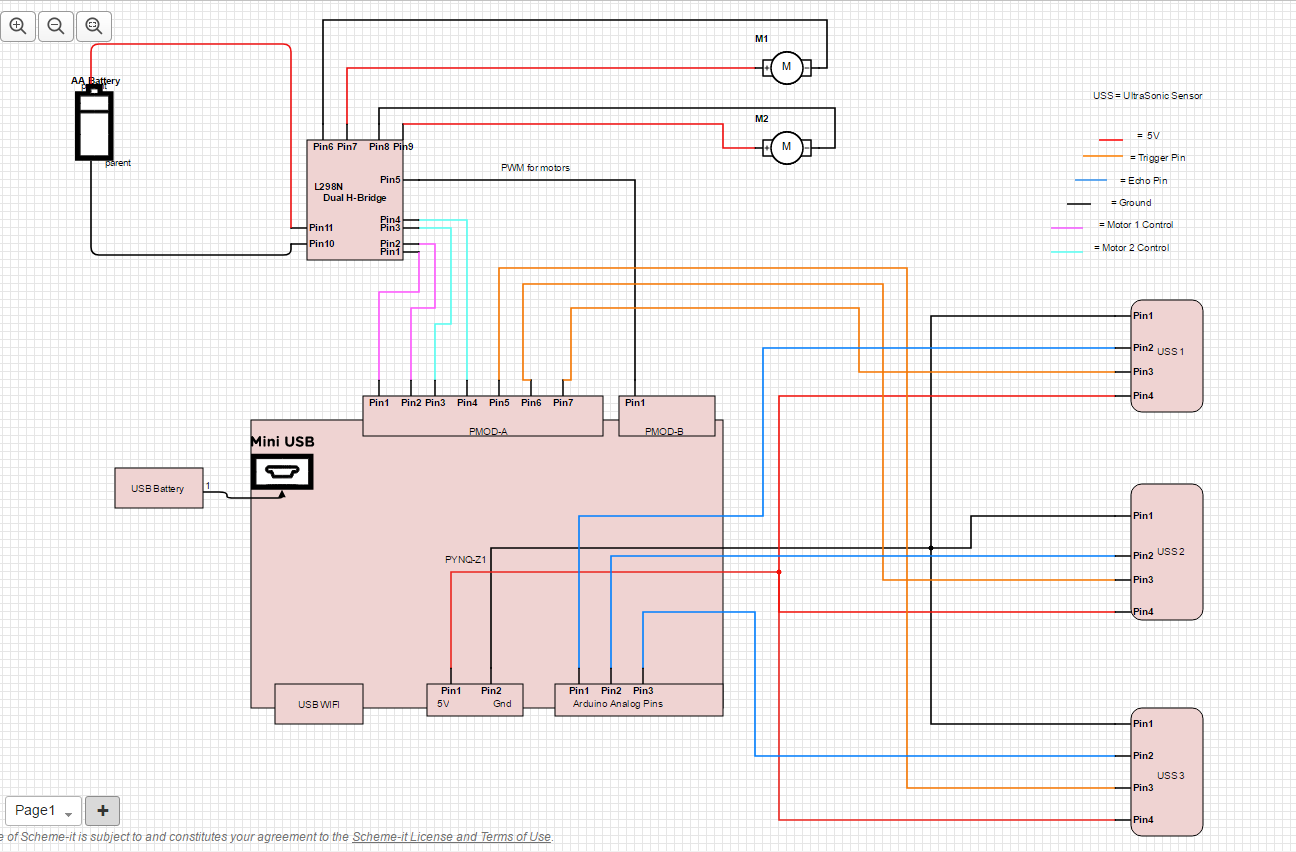 M1
M
AA Battery
parent
parent
M2
M
USS = UltraSonic Sensor
= 5V
= Trigger Pin
= Echo Pin
= Ground
= Motor 1 Control
= Motor 2 Control
Pin6 Pin7 Pin8 Pin9
PWM for motors
Pin5
L298N
Dual H-Bridge
Pin4
Pin3
Pin2
Pin1
Pin11
Pin10
Pin1
Pin2
USS 1
Pin3
Pin4
Pin1 Pin2 Pin3 Pin4 Pin5 Pin6 Pin7
PMOD-A
Pin1
PMOD-B
Mini USB
USB Battery
1
PYNQ-Z1
Pin1
Pin2
USS 2
Pin3
Pin4
USB WIFI
Pin1 Pin2
5V Gnd
Pin1 Pin2 Pin3
Arduino Analog Pins
Pin1
Pin2
USS 3
Pin3
Pin4
Page1
+
e of Scheme-it is subject to and constitutes your agreement to the Scheme-it License and Terms of Use.